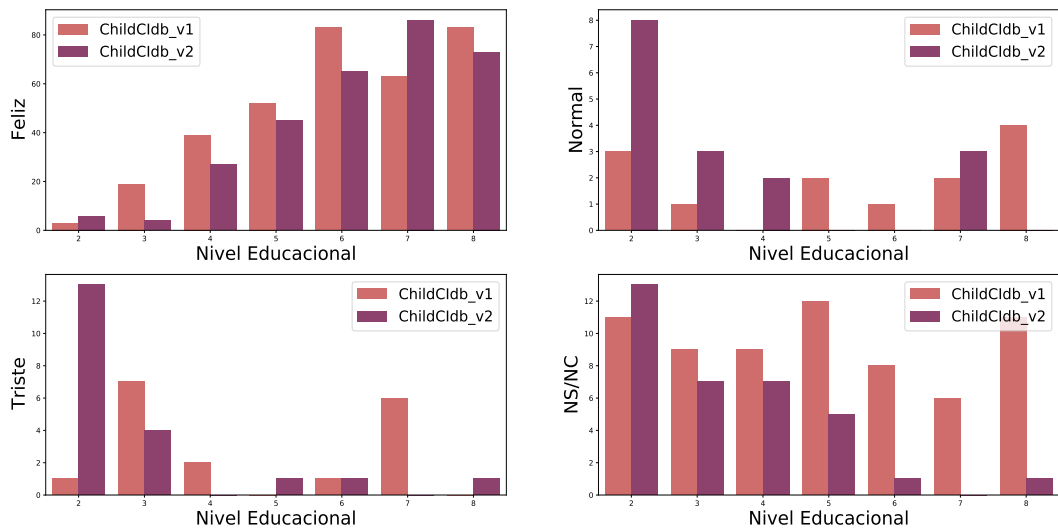 Feliz
80
60
40
20
0
ChildCIdb_v1
ChildCIdb_v2
2 3 4 5 6 7 8
Nivel Educacional
Normal
8
7
6
5
4
3
2
1
0
ChildCIdb_v1
ChildCIdb_v2
2 3 4 5 6 7 8
Nivel Educacional
Triste
12
10
8
6
4
2
0
ChildCIdb_v1
ChildCIdb_v2
2 3 4 5 6 7 8
Nivel Educacional
NS/NC
12
10
8
6
4
2
0
ChildCIdb_v1
ChildCIdb_v2
2 3 4 5 6 7 8
Nivel Educacional